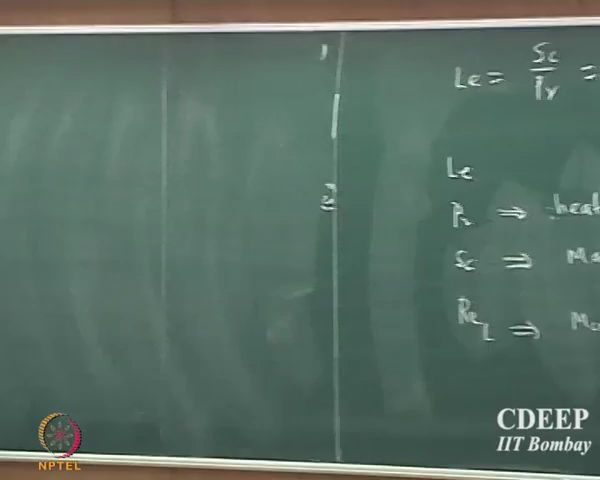 Le = Sc/Pr =
Le
Pr ⇒ heat
Sc ⇒ Ma
Re_L ⇒ Mo
CDEEP
IIT Bombay
NPTEL